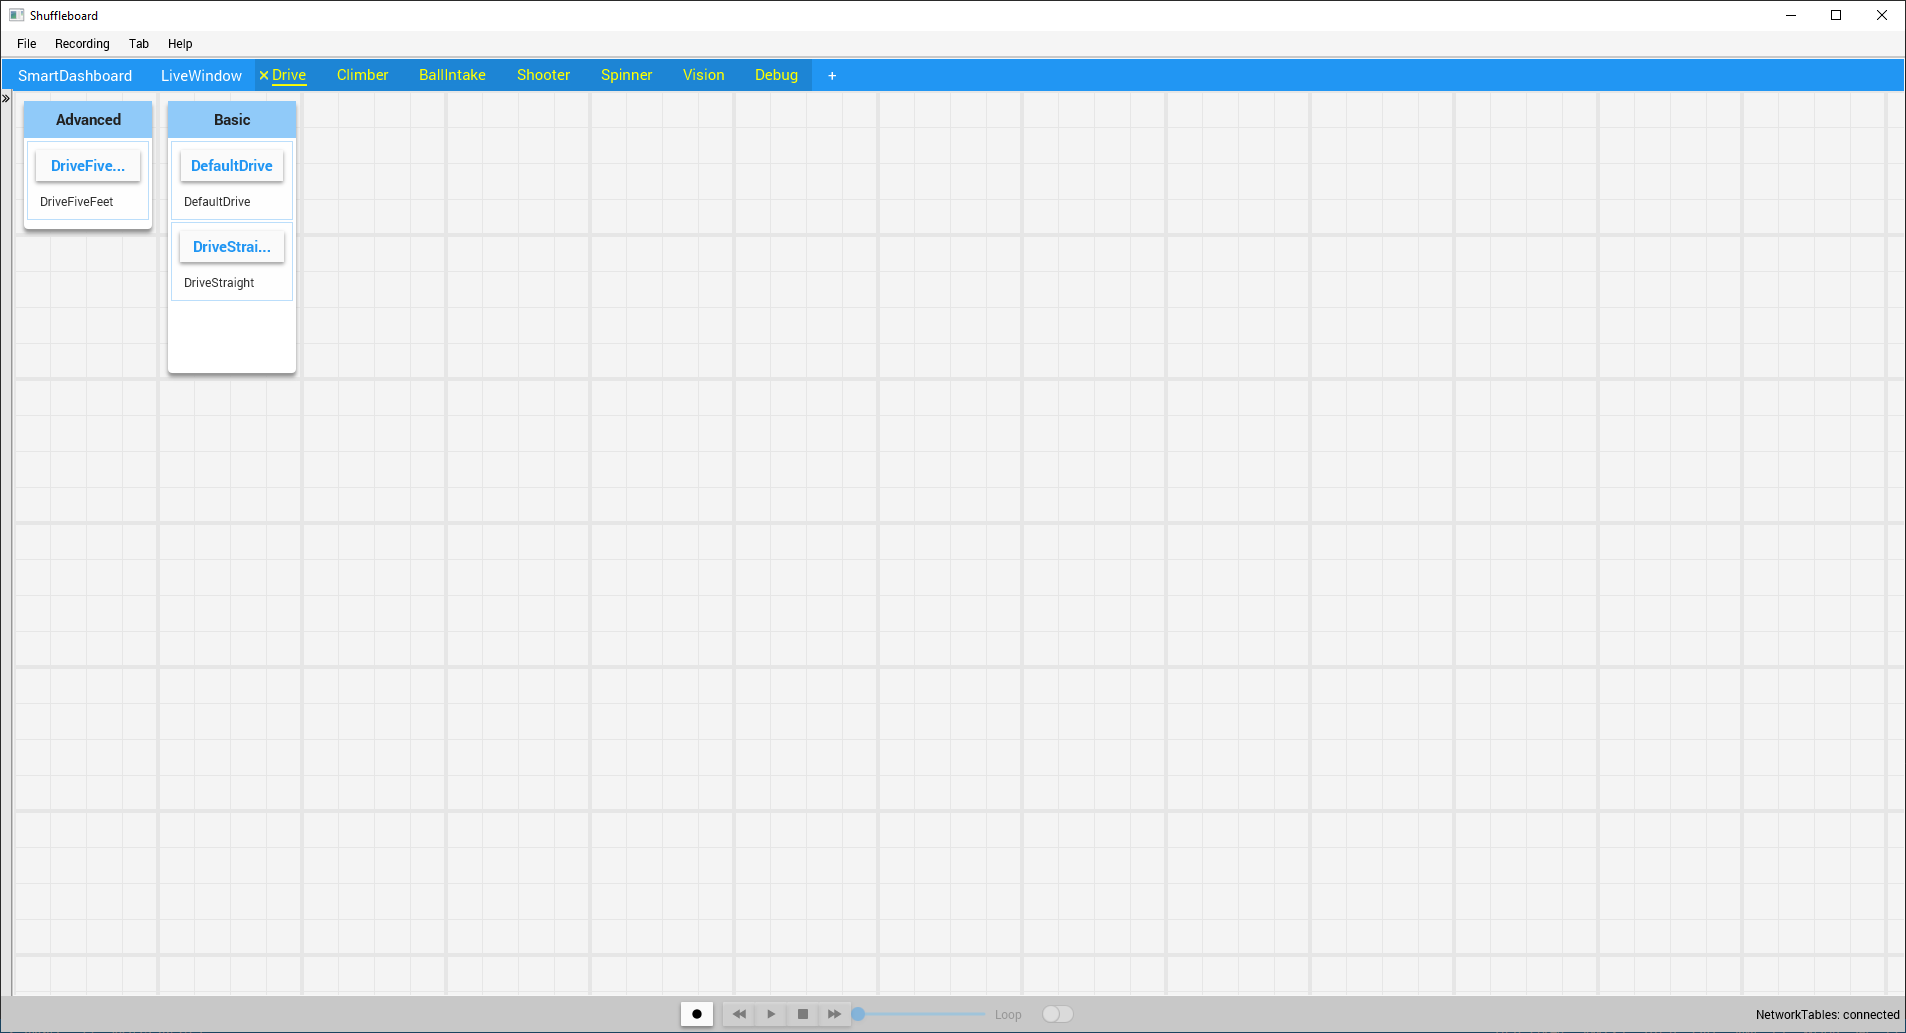 Shuffleboard
File Recording Tab Help
SmartDashboard LiveWindow Drive Climber BallIntake Shooter Spinner Vision Debug +
Advanced
DriveFive...
DriveFiveFeet
Basic
DefaultDrive
DefaultDrive
DriveStrai...
DriveStraight
Loop
NetworkTables: connected